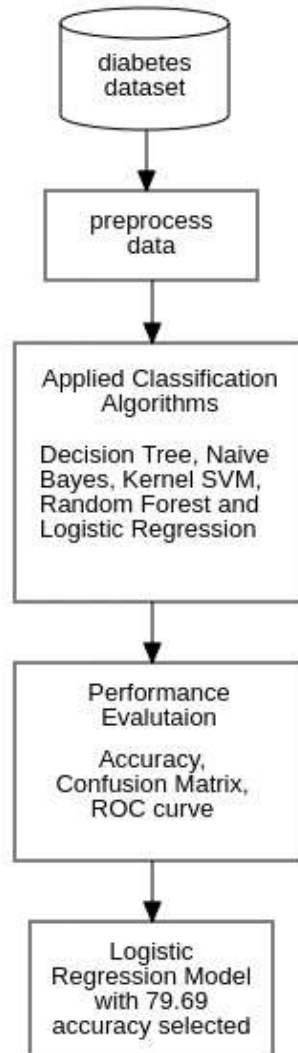 diabetes
dataset
preprocess
data
Applied Classification
Algorithms
Decision Tree, Naive
Bayes, Kernel SVM,
Random Forest and
Logistic Regression
Performance
Evalutaion
Accuracy,
Confusion Matrix,
ROC curve
Logistic
Regression Model
with 79.69
accuracy selected